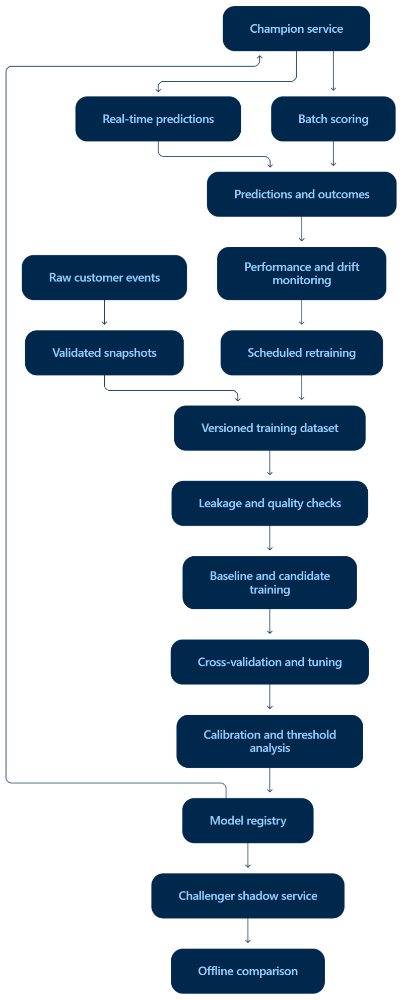 Champion service
Real-time predictions
Batch scoring
Predictions and outcomes
Performance and drift
monitoring
Raw customer events
Validated snapshots
Scheduled retraining
Versioned training dataset
Leakage and quality checks
Baseline and candidate
training
Cross-validation and tuning
Calibration and threshold
analysis
Model registry
Challenger shadow service
Offline comparison